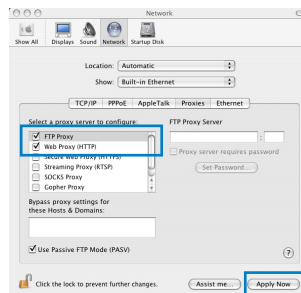 Network
Show All
Displays
Sound
Network
Startup Disk
Location: Automatic
Show: Built-in Ethernet
TCP/IP
PPPoE
AppleTalk
Proxies
Ethernet
Select a proxy server to configure:
FTP Proxy
Web Proxy (HTTP)
Secure Web Proxy (HTTPS)
Streaming Proxy (RTSP)
SOCKS Proxy
Gopher Proxy
FTP Proxy Server
:
Proxy server requires password
Set Password...
Bypass proxy settings for
these Hosts & Domains:
Use Passive FTP Mode (PASV)
?
Click the lock to prevent further changes.
Assist me...
Apply Now